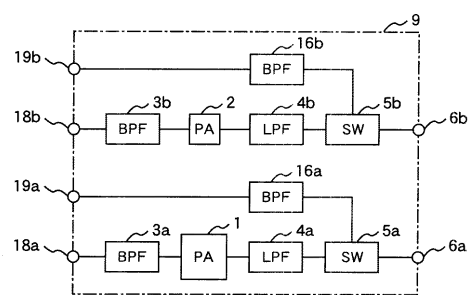 9
16b
19b
BPF
3b
2
4b
5b
18b
BPF
PA
LPF
SW
6b
16a
19a
BPF
3a
1
4a
5a
18a
BPF
PA
LPF
SW
6a